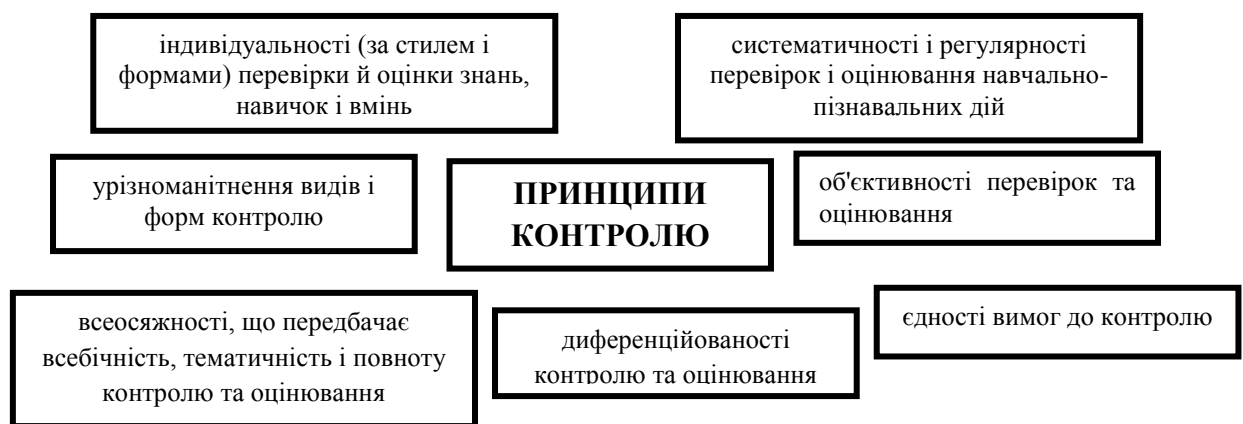 індивідуальності (за стилем і
формами) перевірки й оцінки знань,
навичок і вмінь
систематичності і регулярності
перевірок і оцінювання навчально-
пізнавальних дій
урізноманітнення видів і
форм контролю
ПРИНЦИПИ
КОНТРОЛЮ
об'єктивності перевірок та
оцінювання
всеосяжності, що передбачає
всебічність, тематичність і повноту
контролю та оцінювання
диференційованості
контролю та оцінювання
єдності вимог до контролю